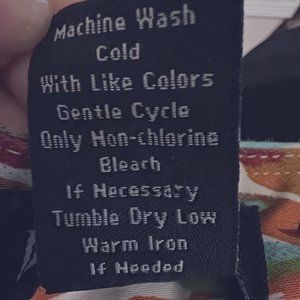 Machine Wash
Cold
With Like Colors
Gentle Cycle
Only Non-chlorine
Bleach
If Necessary
Tumble Dry Low
Warm Iron
If Needed